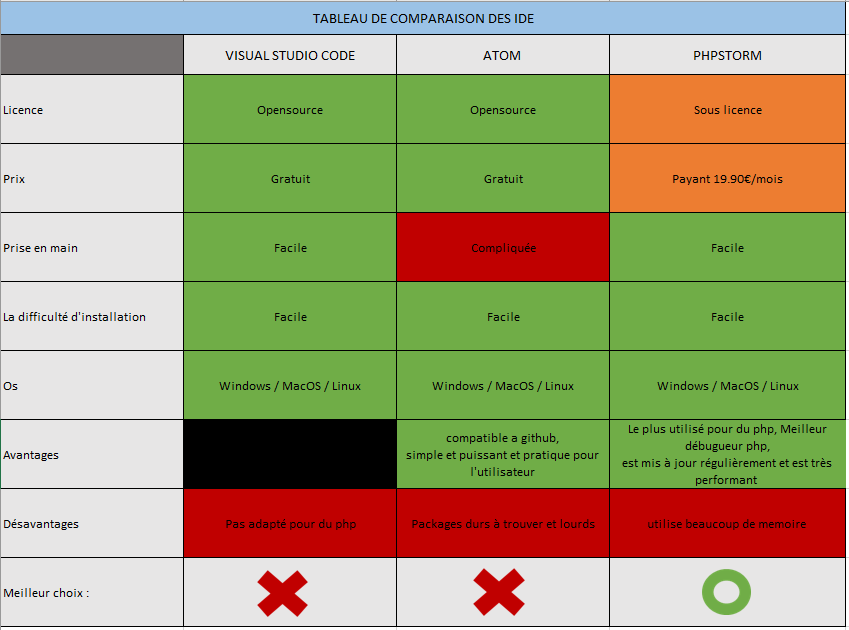 TABLEAU DE COMPARAISON DES IDE
VISUAL STUDIO CODE ATOM PHPSTORM
Licence Opensource Opensource Sous licence
Prix Gratuit Gratuit Payant 19.90€/mois
Prise en main Facile Compliquée Facile
La difficulté d'installation Facile Facile Facile
Os Windows / MacOS / Linux Windows / MacOS / Linux Windows / MacOS / Linux
Avantages
compatible a github,
simple et puissant et pratique pour
l'utilisateur
Le plus utilisé pour du php, Meilleur
débugueur php,
est mis à jour régulièrement et est très
performant
Désavantages Pas adapté pour du php Packages durs à trouver et lourds utilise beaucoup de memoire
Meilleur choix :